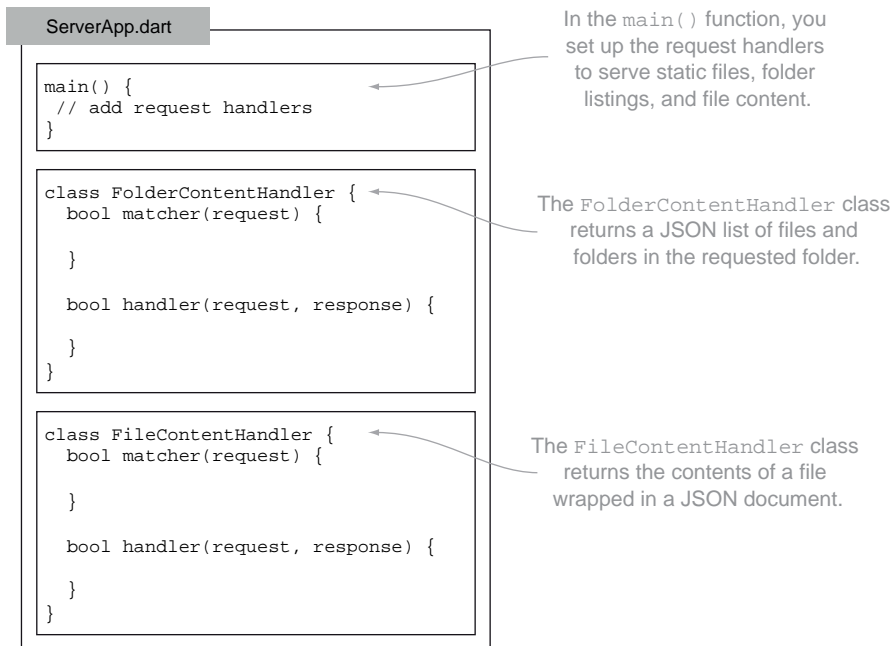 ServerApp.dart
main() {
 // add request handlers
}
In the main() function, you
set up the request handlers
to serve static files, folder
listings, and file content.
class FolderContentHandler {
  bool matcher(request) {
  }
  bool handler(request, response) {
  }
}
The FolderContentHandler class
returns a JSON list of files and
folders in the requested folder.
class FileContentHandler {
  bool matcher(request) {
  }
  bool handler(request, response) {
  }
}
The FileContentHandler class
returns the contents of a file
wrapped in a JSON document.